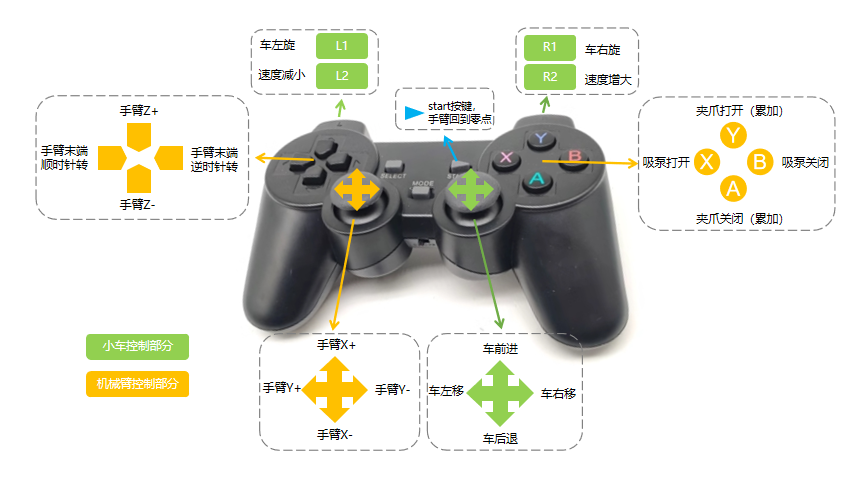 车左旋
L1
速度减小
L2
R1
车右旋
R2
速度增大
start按键,
手臂回到零点
手臂Z+
手臂末端
顺时针转
手臂末端
逆时针转
手臂Z-
夹爪打开（累加）
Y
吸泵打开
X
B
吸泵关闭
A
夹爪关闭（累加）
Y
X
B
A
SELECT
MODE
小车控制部分
机械臂控制部分
手臂X+
手臂Y+
手臂Y-
手臂X-
车前进
车左移
车右移
车后退